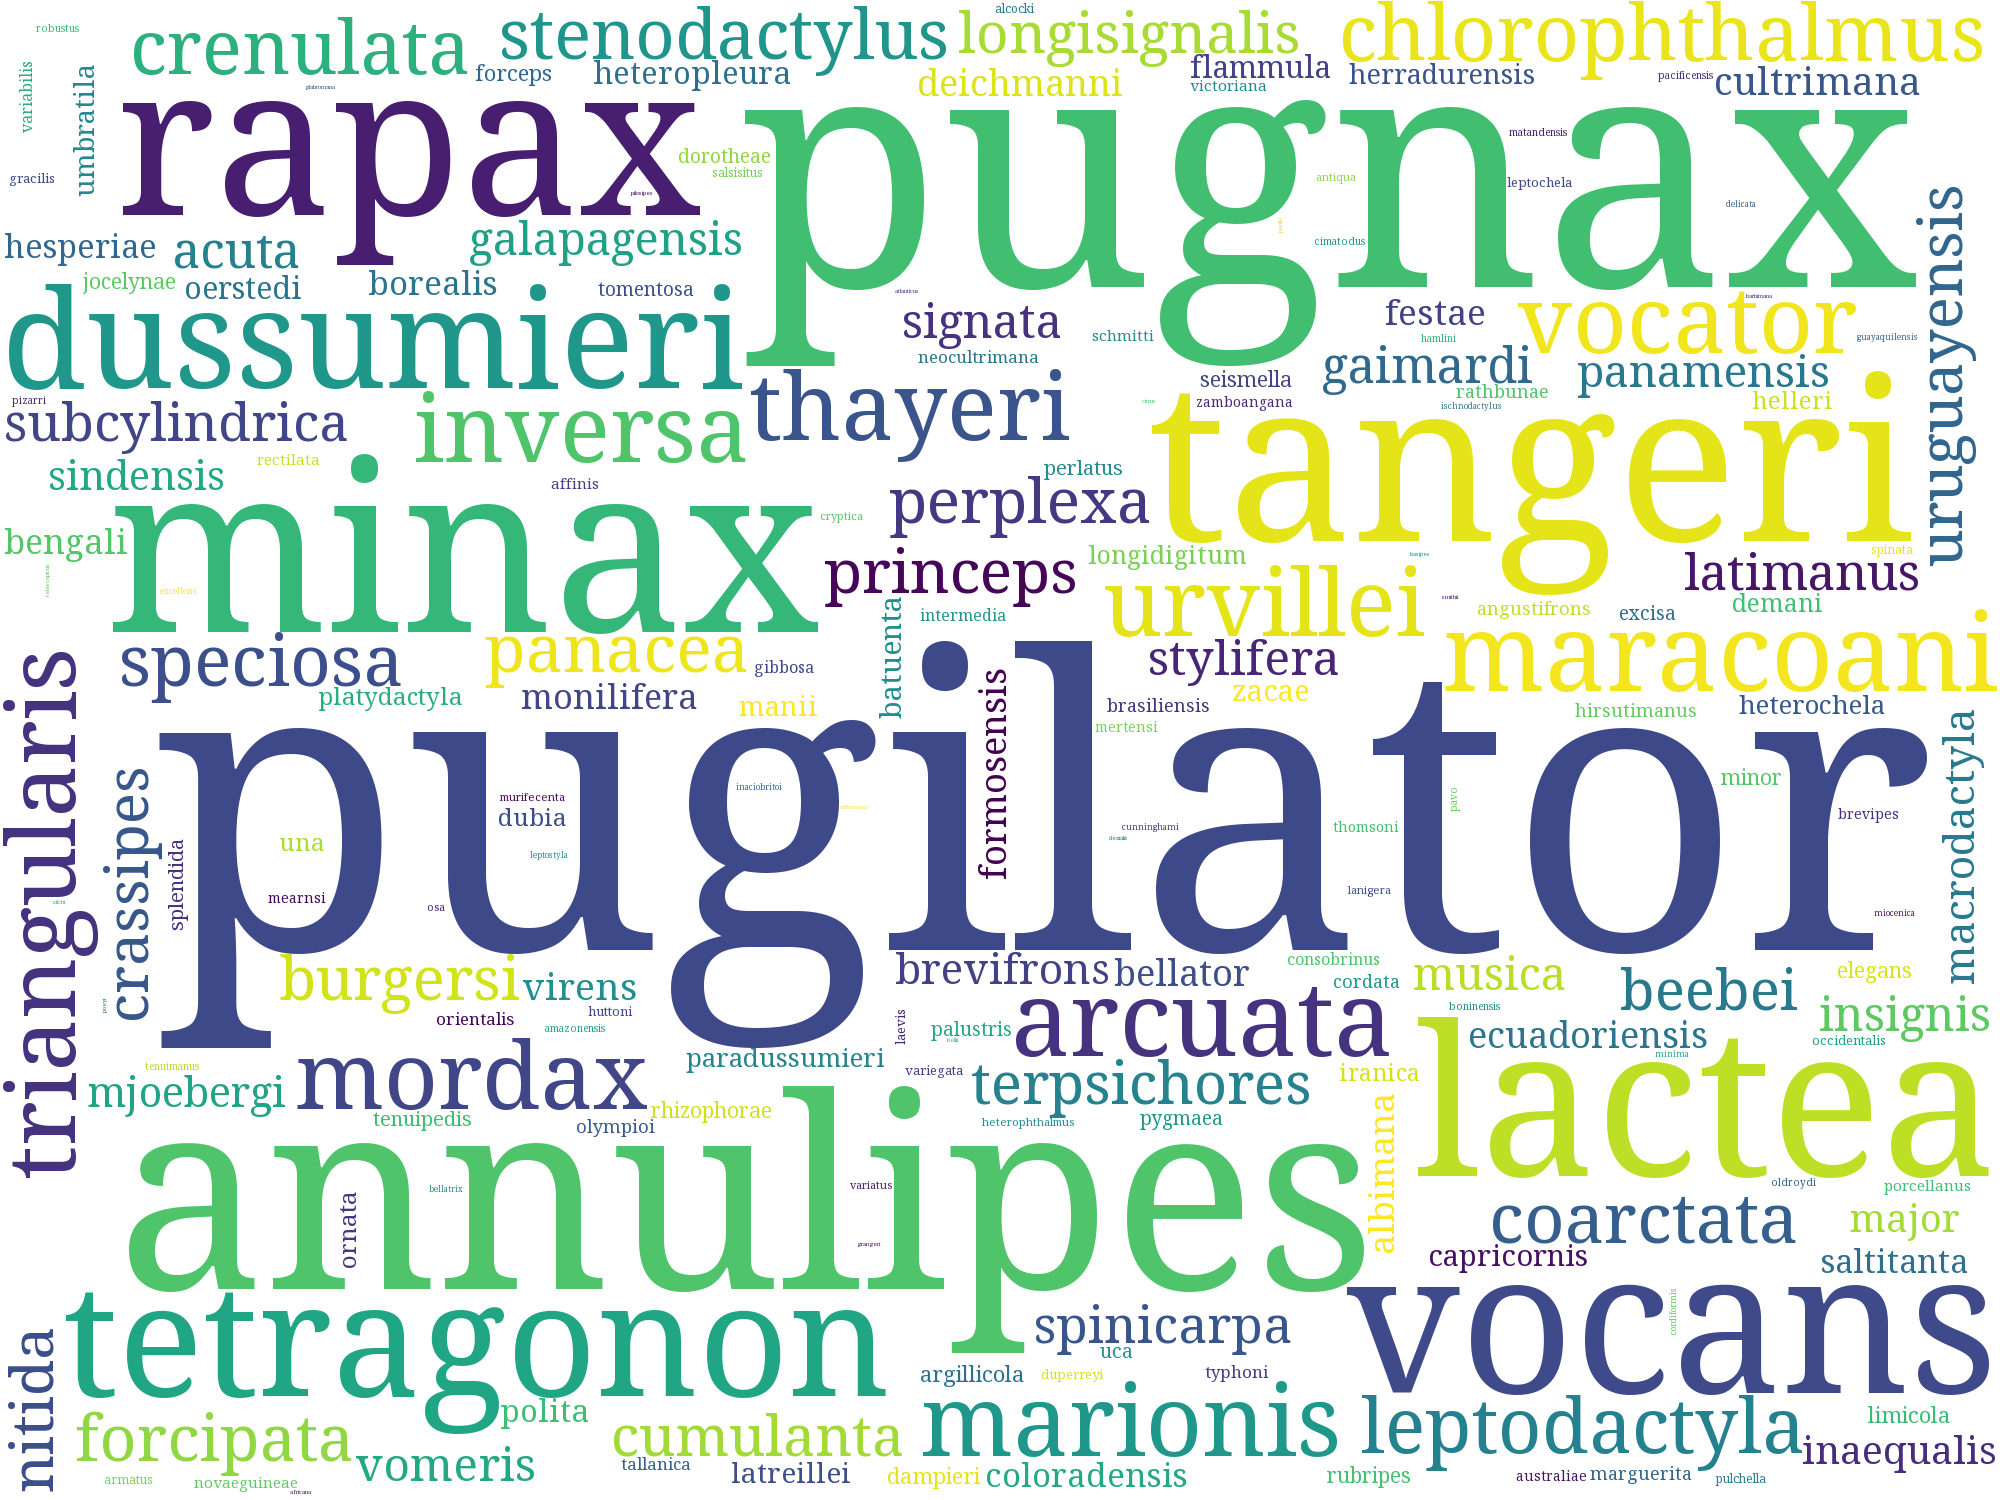 robustus
crenulata
stenodactylus
alcocki
longisignalis
chlorophthalmus
variabilis
umbratila
forceps
heteropleura
deichmanni
flammula
victoriana
herradurensis
pacificensis
cultrimana
glabromana
rapax
pugnax
gracilis
dorotheae
salsisitus
pilosipes
matandensis
antiqua
leptochela
delicata
cimatodus
uruguayensis
hesperiae
acuta
galapagensis
jocelynae
oerstedi
borealis
tomentosa
atlanticus
dussumieri
signata
neocultrimana
schmitti
festae
hamlini
vocator
barbimana
guayaquilensis
gaimardi
panamensis
thayeri
seismella
zamboangana
rathbunae
ischnodactylus
helleri
pizarri
subcylindrica
inversa
tangeri
rectilata
sindensis
affinis
perlatus
perplexa
minax
cryptica
bengali
excellens
princeps
longidigitum
spinata
latimanus
batuenta
intermedia
urvillei
smithii
angustifrons
excisa
demani
speciosa
panacea
gibbosa
stylifera
maracoani
platydactyla
monilifera
manii
formosensis
zacae
brasiliensis
mertensi
hirsutimanus
heterochela
triangularis
crassipes
pugilator
macrodactyla
murifecenta
dubia
inaciobritoi
minor
pavo
brevipes
una
splendida
leptostyla
cunninghami
thomsoni
mearnsi
osa
lanigera
miocenica
burgersi
virens
brevifrons
bellator
consobrinus
cordata
musica
beebei
elegans
orientalis
huttoni
amazonensis
laevis
palustris
arcuata
boninensis
ecuadoriensis
insignis
occidentalis
tenuimanus
mordax
paradussumieri
variegata
terpsichores
iranica
minima
lactea
mjoebergi
tenuipedis
olympioi
rhizophorae
heterophthalmus
pygmaea
albimana
annulipes
ornata
bellatrix
variatus
grangeri
oldroydi
porcellanus
coarctata
major
capricornis
saltitanta
tetragonon
vocans
cordiformis
spinicarpa
uca
nitida
argillicola
duperreyi
typhoni
polita
forcipata
cumulanta
marionis
leptodactyla
limicola
inaequalis
vomeris
armatus
novaeguineae
africana
tallanica
latreillei
dampieri
coloradensis
rubripes
australiae
marguerita
pulchella